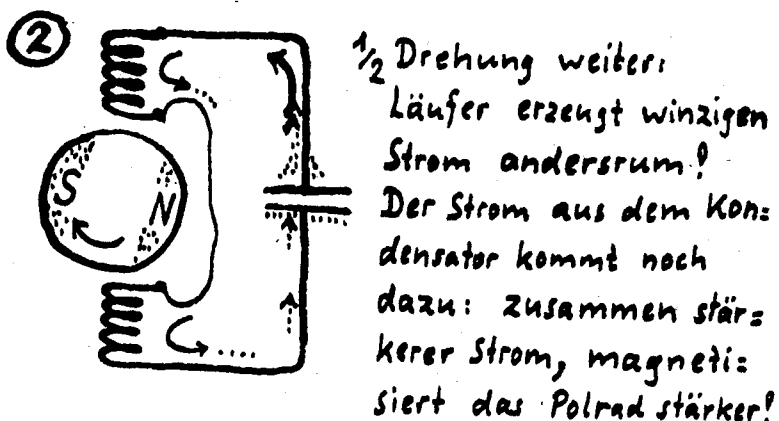 2
½ Drehung weiter:
Läufer erzeugt winzigen
Strom andersrum!
Der Strom aus dem Kon=
densator kommt noch
dazu: zusammen stär=
kerer Strom, magneti=
siert das Polrad stärker!
S
N